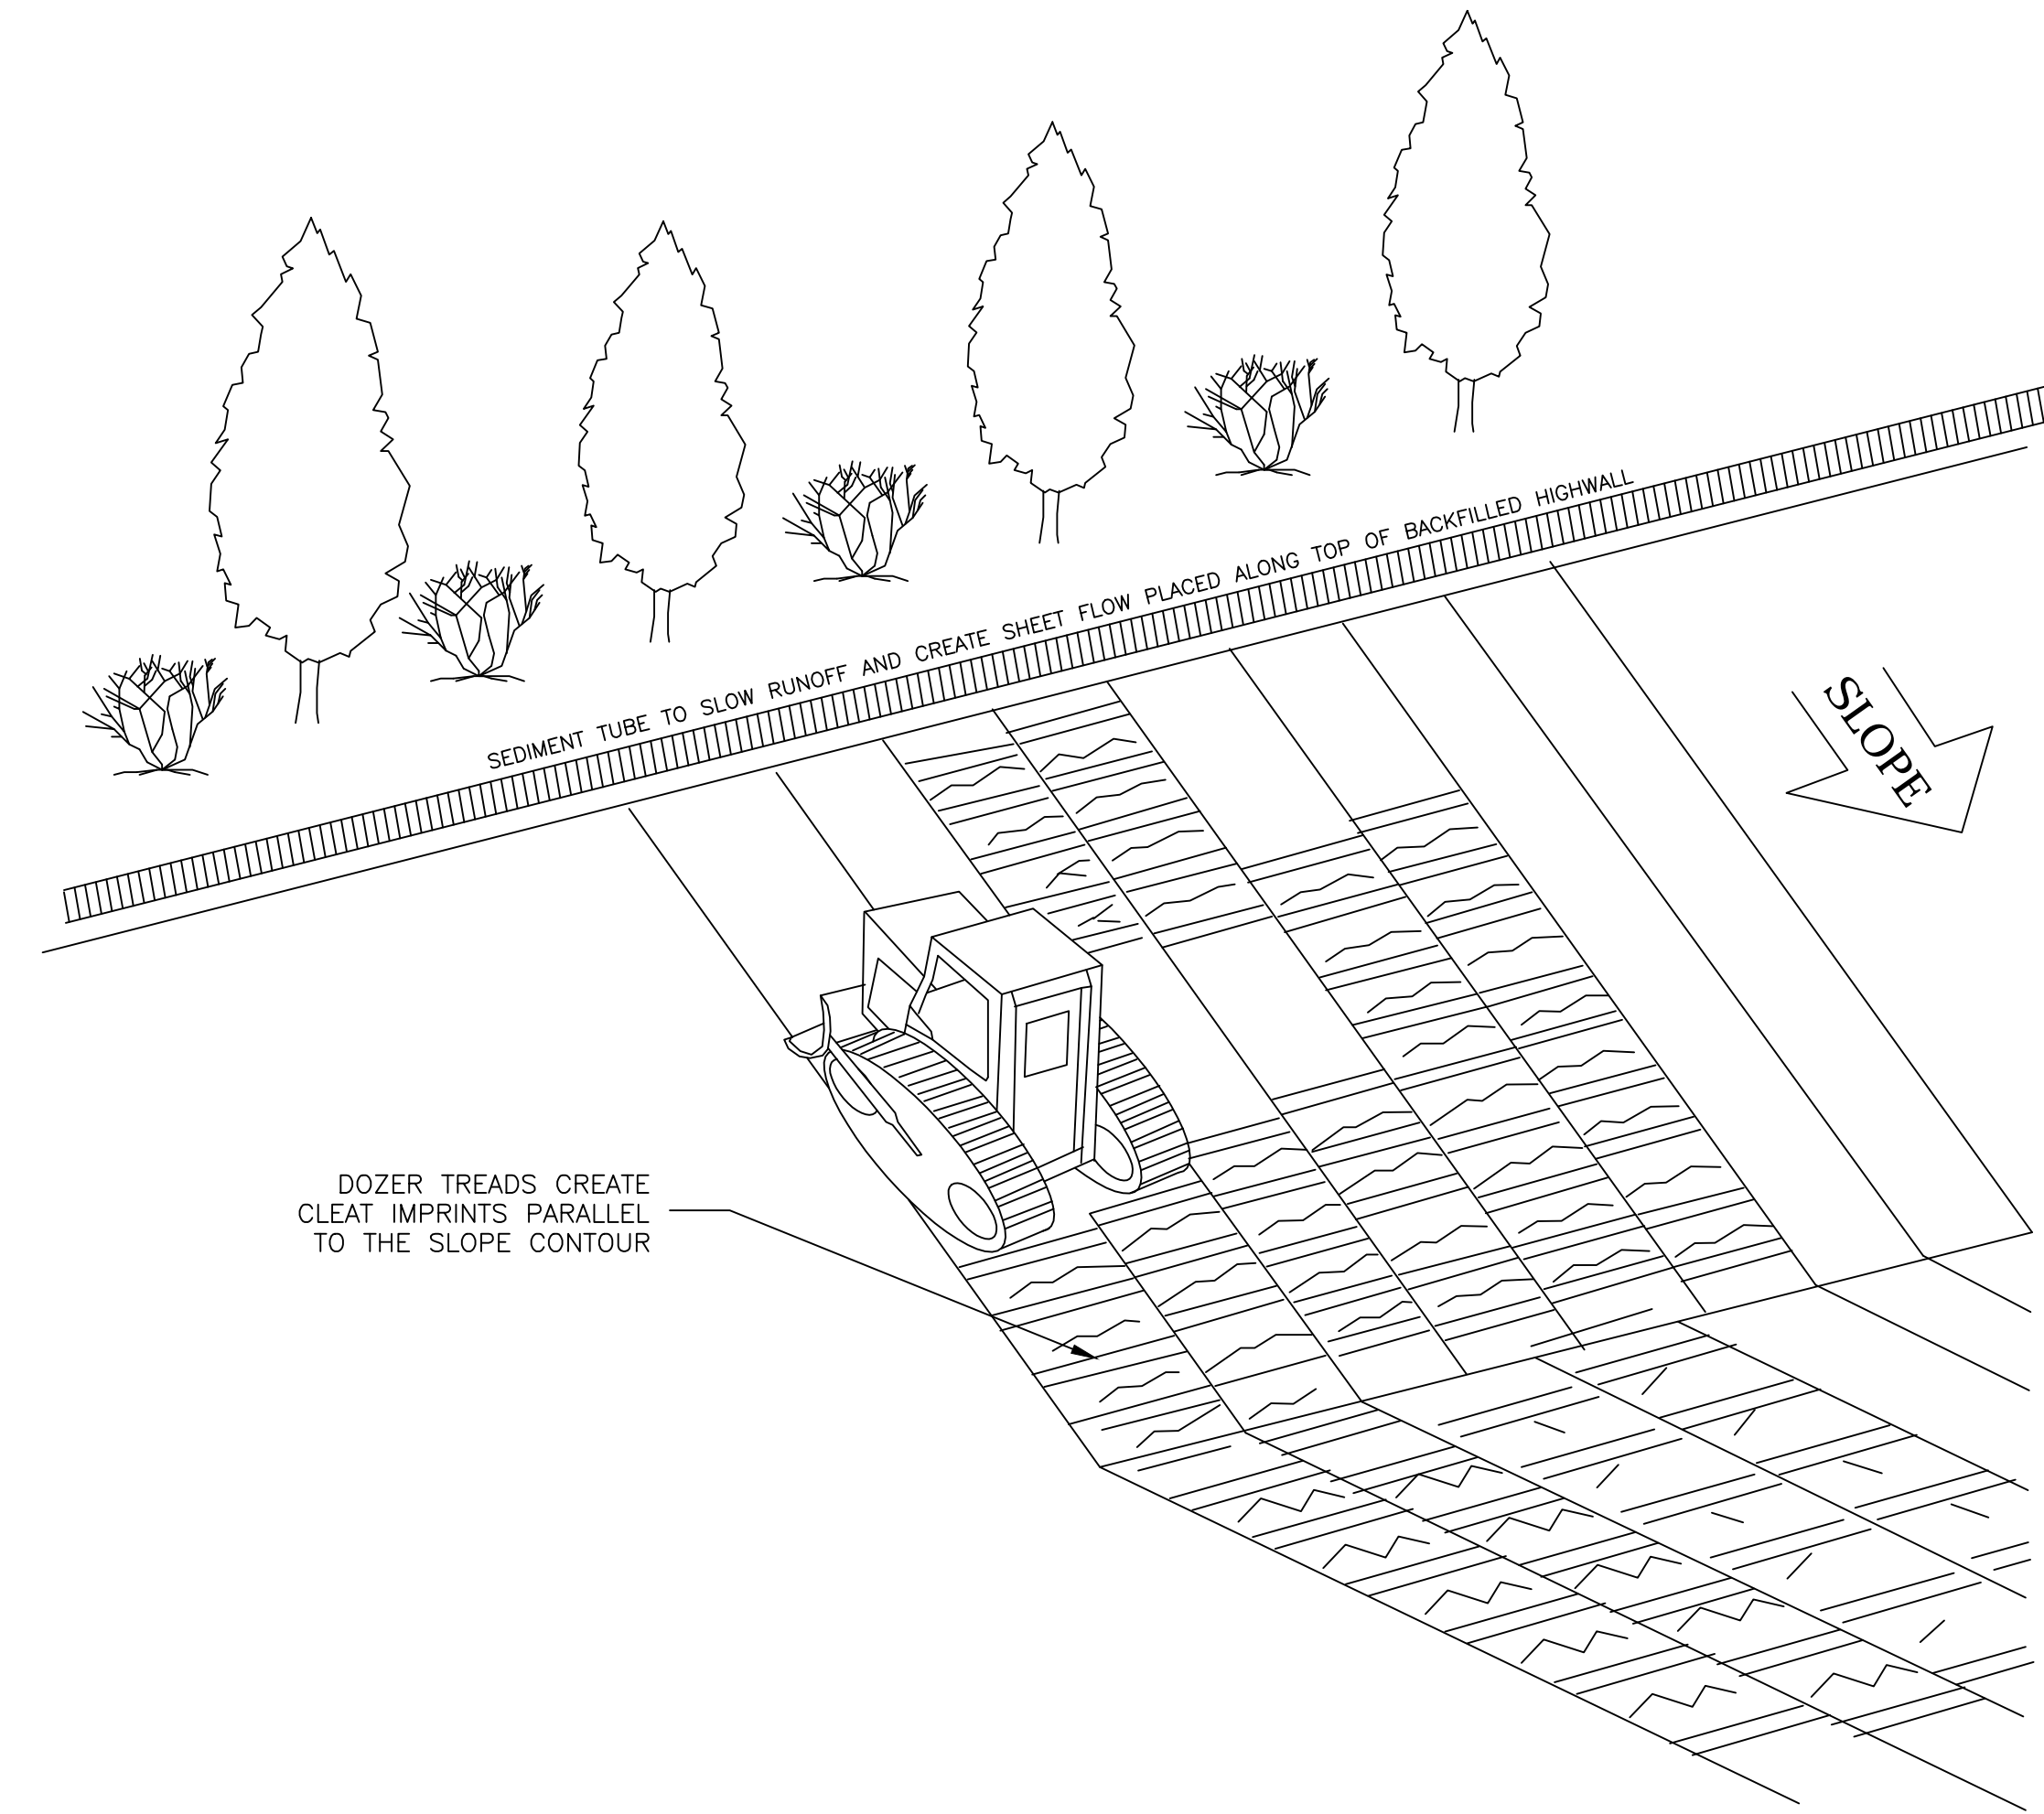 SEDIMENT TUBE TO SLOW RUNOFF AND CREATE SHEET FLOW PLACED ALONG TOP OF BACKFILLED HIGHWALL
SLOPE
DOZER TREADS CREATE
CLEAT IMPRINTS PARALLEL
TO THE SLOPE CONTOUR